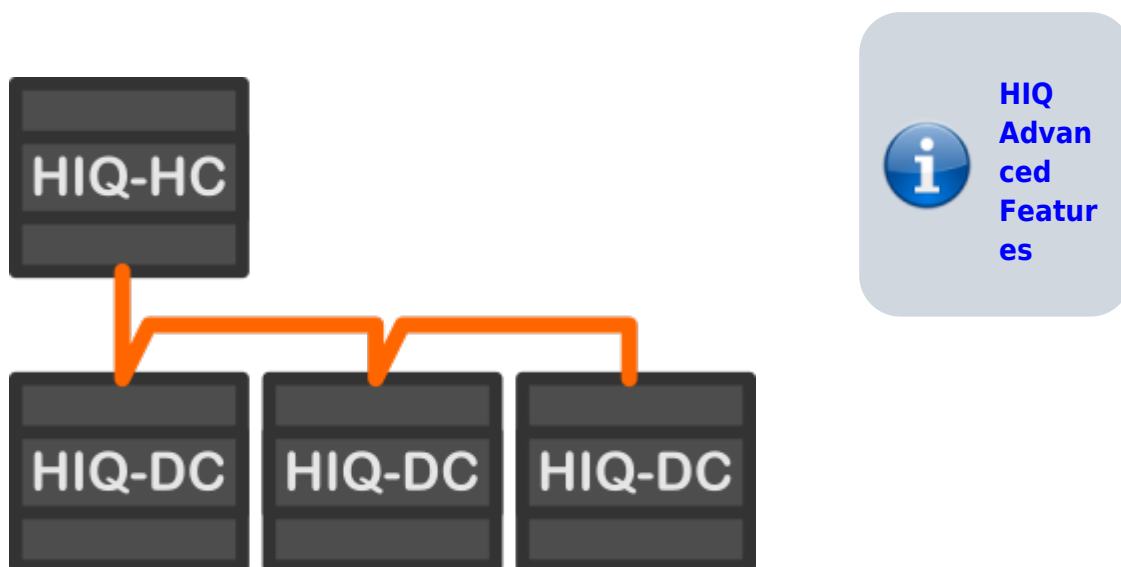 HIQ-HC
HIQ-DC
HIQ-DC
HIQ-DC
HIQ
Advan
ced
Featur
es